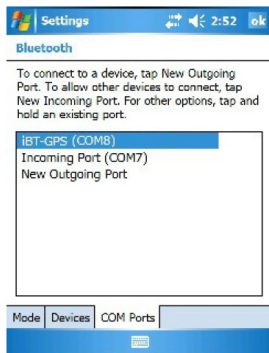 Settings 2:52 ok
Bluetooth
To connect to a device, tap New Outgoing
Port. To allow other devices to connect, tap
New Incoming Port. For other options, tap and
hold an existing port.
iBT-GPS (COM8)
Incoming Port (COM7)
New Outgoing Port
Mode Devices COM Ports